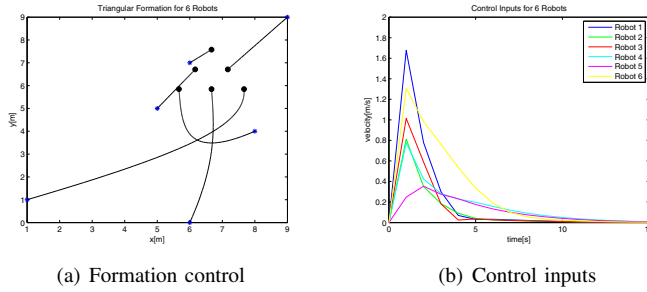 Triangular Formation for 6 Robots
9
8
7
6
5
4
3
2
1
0
y[m]
1 2 3 4 5 6 7 8 9
x[m]
(a) Formation control
Control Inputs for 6 Robots
2
1.8
1.6
1.4
1.2
1
0.8
0.6
0.4
0.2
0
velocity[m/s]
0 5 10 15
time[s]
Robot 1
Robot 2
Robot 3
Robot 4
Robot 5
Robot 6
(b) Control inputs